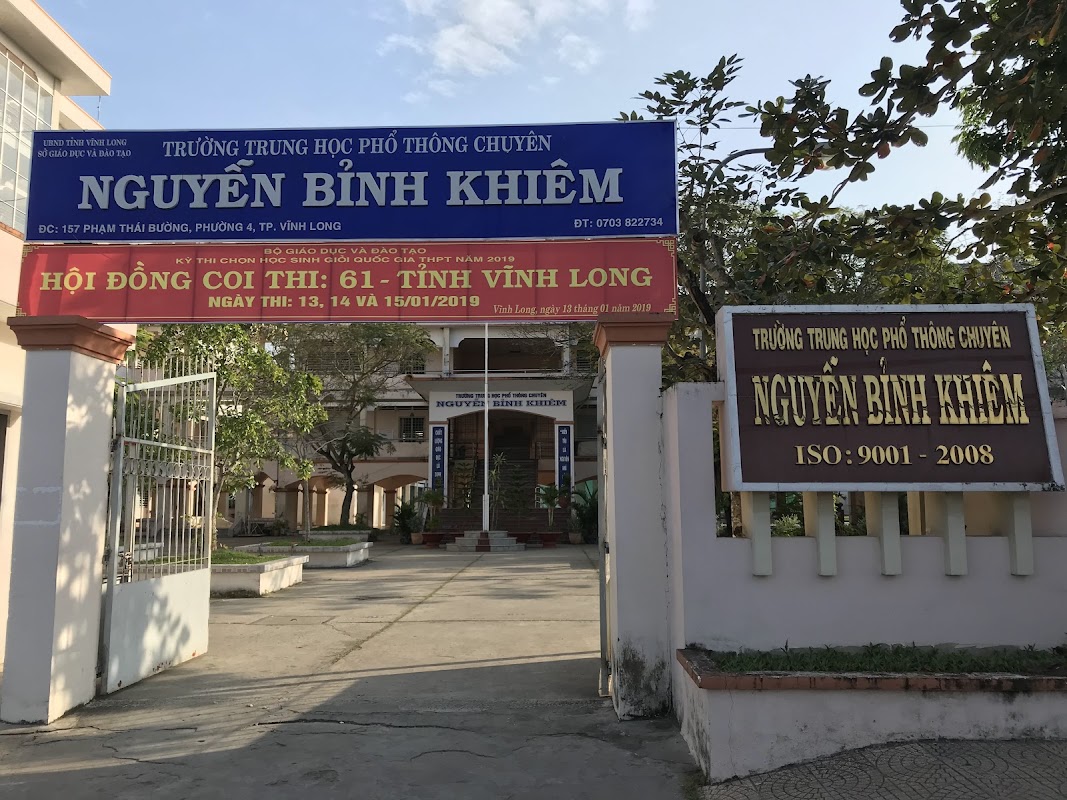 UBND TỈNH VĨNH LONG
SỞ GIÁO DỤC VÀ ĐÀO TẠO
TRƯỜNG TRUNG HỌC PHỔ THÔNG CHUYÊN
NGUYỄN BỈNH KHIÊM
ĐC: 157 PHẠM THÁI BƯỜNG, PHƯỜNG 4, TP. VĨNH LONG
ĐT: 0703 822734
BỘ GIÁO DỤC VÀ ĐÀO TẠO
KỲ THI CHỌN HỌC SINH GIỎI QUỐC GIA THPT NĂM 2019
HỘI ĐỒNG COI THI: 61 - TỈNH VĨNH LONG
NGÀY THI: 13, 14 VÀ 15/01/2019
Vĩnh Long, ngày 13 tháng 01 năm 2019
TRƯỜNG TRUNG HỌC PHỔ THÔNG CHUYÊN
NGUYỄN BỈNH KHIÊM
TRƯỜNG TRUNG HỌC PHỔ THÔNG CHUYÊN
NGUYỄN BỈNH KHIÊM
ISO: 9001 - 2008